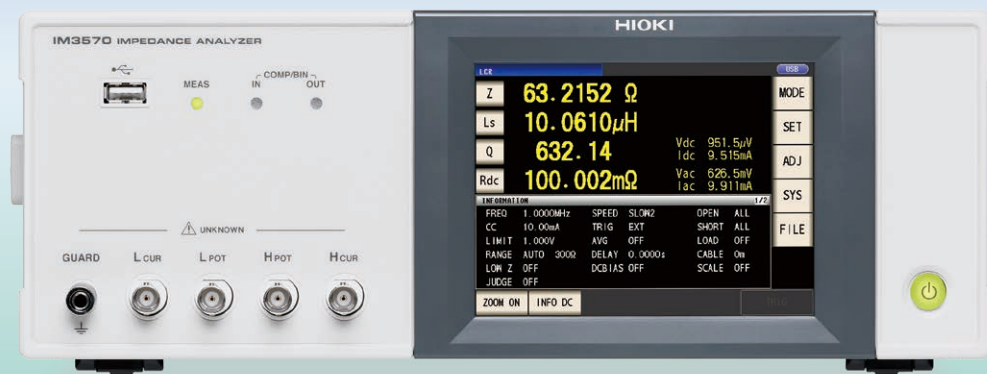 HIOKI
IM3570 IMPEDANCE ANALYZER
MEAS
COMP/BIN
IN OUT
UNKNOWN
GUARD L CUR L POT H POT H CUR
LCR USB
Z 63.2152 Ω
Ls 10.0610μH
Q 632.14
Rdc 100.002mΩ
Vdc 951.5μV
Idc 9.515mA
Vac 626.5mV
Iac 9.911mA
MODE
SET
ADJ
SYS
FILE
INFORMATION 1/2
FREQ 1.0000MHz SPEED SLOW2 OPEN ALL
CC 10.00mA TRIG EXT SHORT ALL
LIMIT 1.000V AVG OFF LOAD OFF
RANGE AUTO 300Ω DELAY 0.0000s CABLE 0m
LOW Z OFF DCBIAS OFF SCALE OFF
JUDGE OFF
ZOOM ON INFO DC